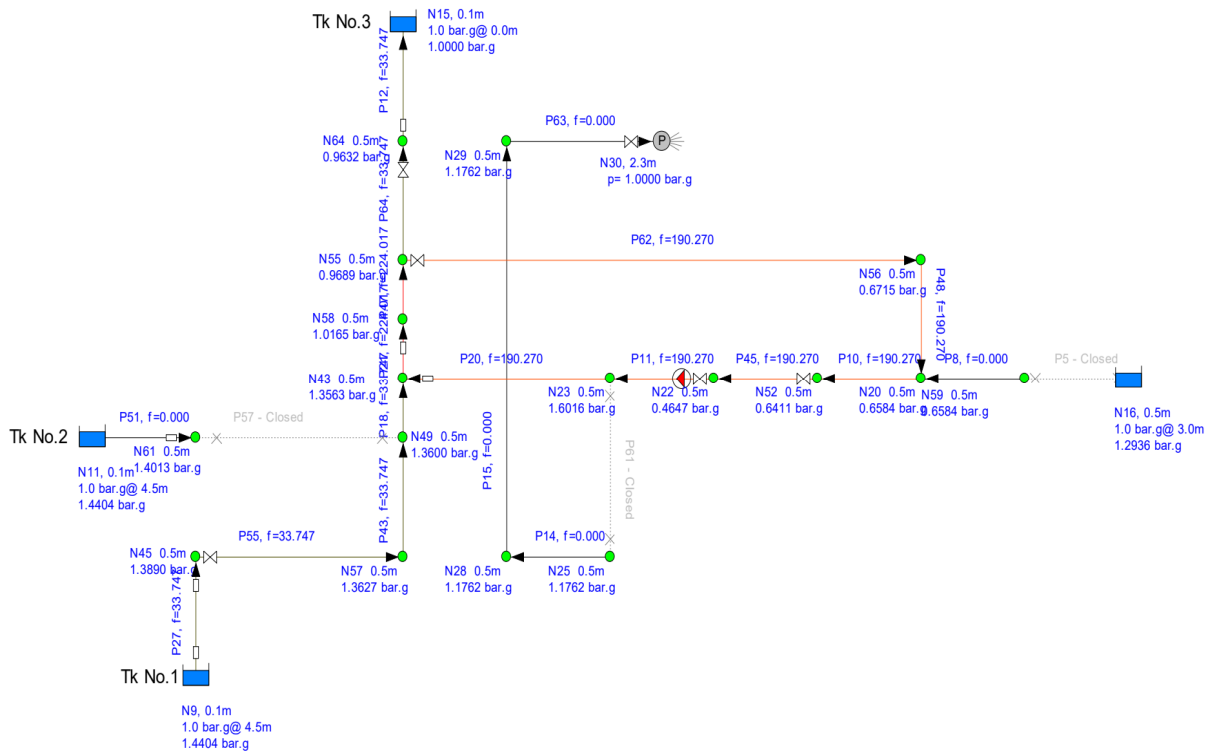 Tk No.3
N15, 0.1m
1.0 bar.g@ 0.0m
1.0000 bar.g
P12, f=33.747
N64 0.5m
0.9632 bar.g
P63, f=0.000
P
N29 0.5m
1.1762 bar.g
N30, 2.3m
p= 1.0000 bar.g
P64, f=33.747
P62, f=190.270
N55 0.5m
0.9689 bar.g
N56 0.5m
0.6715 bar.g
P48, f=190.270
N58 0.5m
1.0165 bar.g
P20, f=190.270
P11, f=190.270
P45, f=190.270
P10, f=190.270
P8, f=0.000
P5 - Closed
N43 0.5m
1.3563 bar.g
N23 0.5m
1.6016 bar.g
N22 0.5m
0.4647 bar.g
N52 0.5m
0.6411 bar.g
N20 0.5m
0.6584 bar.g
N59 0.5m
0.6584 bar.g
N16, 0.5m
1.0 bar.g@ 3.0m
1.2936 bar.g
P51, f=0.000
P57 - Closed
Tk No.2
N61 0.5m
1.4013 bar.g
N49 0.5m
1.3600 bar.g
N11, 0.1m
1.0 bar.g@ 4.5m
1.4404 bar.g
P15, f=0.000
P61 - Closed
P43, f=33.747
P55, f=33.747
P14, f=0.000
N45 0.5m
1.3890 bar.g
N57 0.5m
1.3627 bar.g
N28 0.5m
1.1762 bar.g
N25 0.5m
1.1762 bar.g
P27, f=33.747
Tk No.1
N9, 0.1m
1.0 bar.g@ 4.5m
1.4404 bar.g